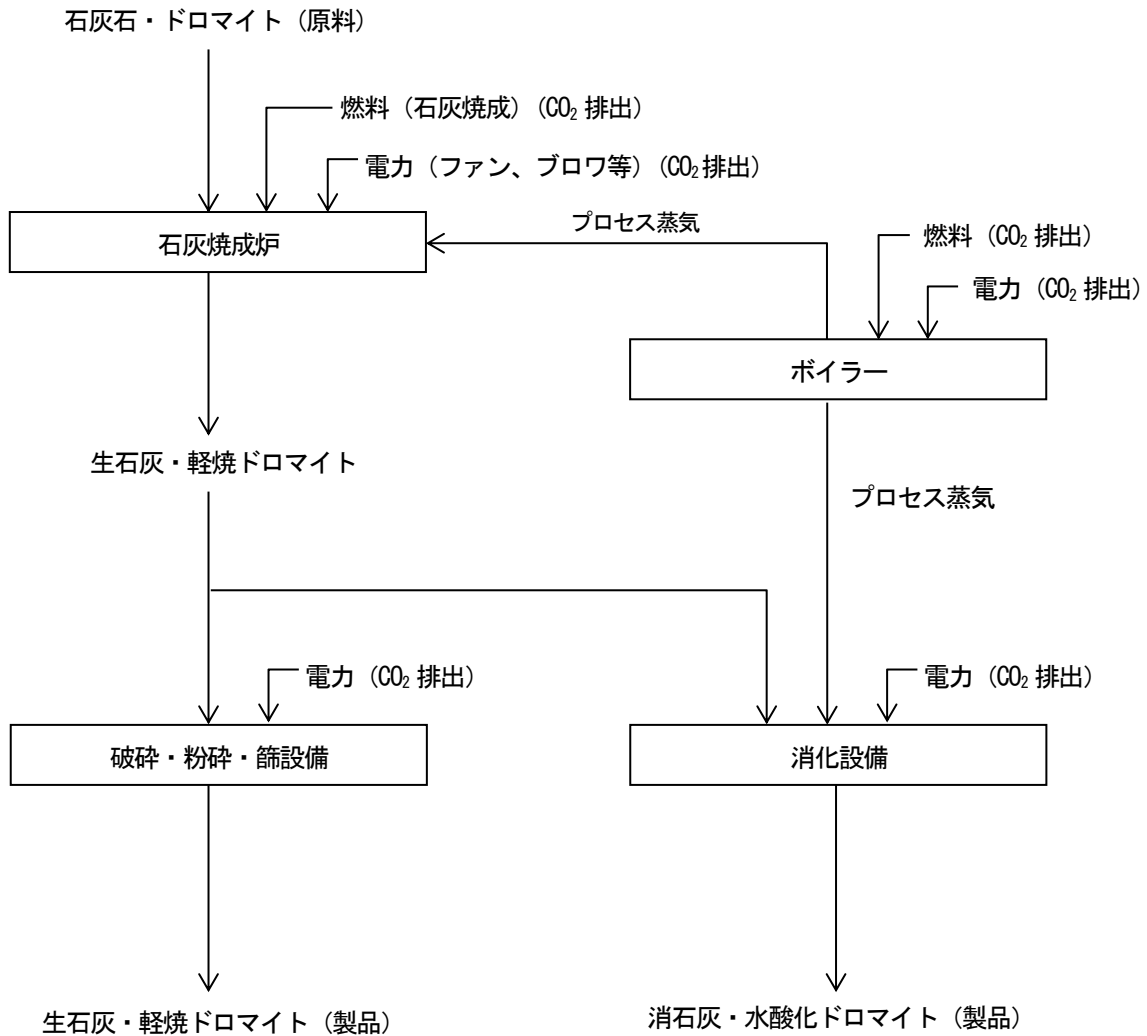 石灰石・ドロマイト（原料）
燃料（石灰焼成）（CO₂ 排出）
電力（ファン、ブロワ等）（CO₂ 排出）
石灰焼成炉
プロセス蒸気
燃料（CO₂ 排出）
電力（CO₂ 排出）
ボイラー
生石灰・軽焼ドロマイト
プロセス蒸気
電力（CO₂ 排出）
電力（CO₂ 排出）
破砕・粉砕・篩設備
消化設備
生石灰・軽焼ドロマイト（製品）
消石灰・水酸化ドロマイト（製品）